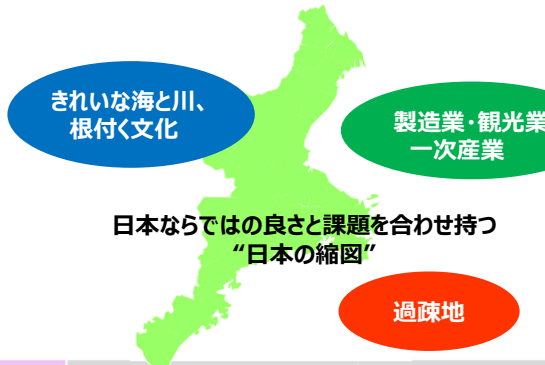 きれいな海と川、
根付く文化
製造業・観光業
一次産業
日本ならではの良さと課題を合わせ持つ
“日本の縮図”
過疎地